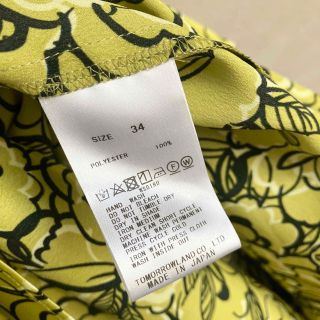 SIZE 34
POLYESTER 100%
HAND WASH
DO NOT BLEACH
DO NOT TUMBLE DRY
DRY IN SHADE
IRON MEDIUM
DRY CLEAN SHORT CYCLE
MACHINE WASH PERMANENT
PRESS CYCLE COLD
IRON WITH PRESS CLOTH
WASH INSIDE OUT
TOMORROWLAND CO LTD
MADE IN JAPAN